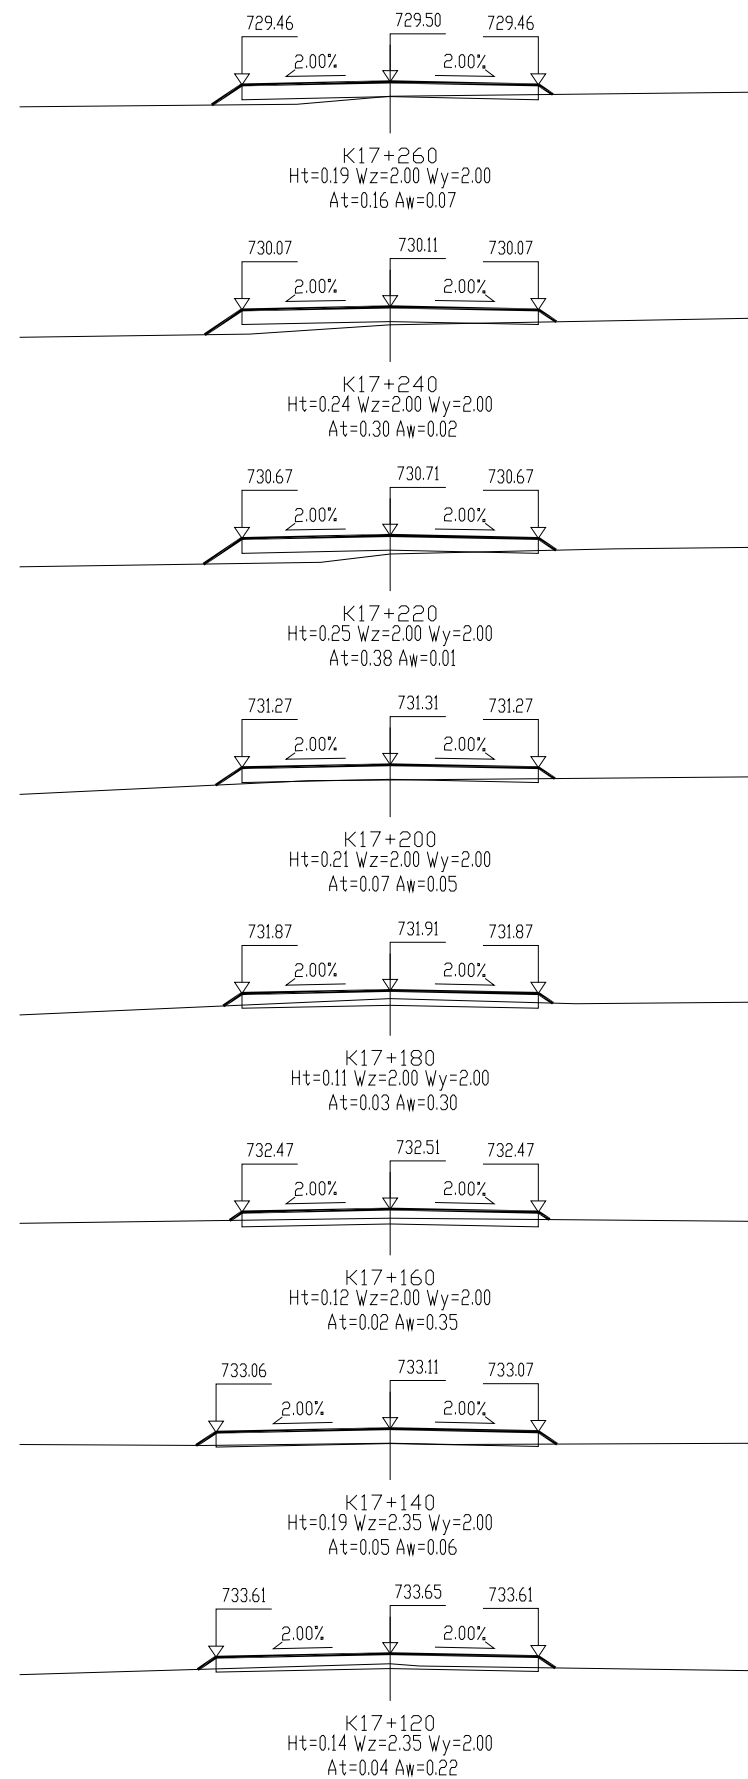 729.46 729.50 729.46
2.00% 2.00%
K17+260
Ht=0.19 Wz=2.00 Wy=2.00
At=0.16 Aw=0.07
730.07 730.11 730.07
2.00% 2.00%
K17+240
Ht=0.24 Wz=2.00 Wy=2.00
At=0.30 Aw=0.02
730.67 730.71 730.67
2.00% 2.00%
K17+220
Ht=0.25 Wz=2.00 Wy=2.00
At=0.38 Aw=0.01
731.27 731.31 731.27
2.00% 2.00%
K17+200
Ht=0.21 Wz=2.00 Wy=2.00
At=0.07 Aw=0.05
731.87 731.91 731.87
2.00% 2.00%
K17+180
Ht=0.11 Wz=2.00 Wy=2.00
At=0.03 Aw=0.30
732.47 732.51 732.47
2.00% 2.00%
K17+160
Ht=0.12 Wz=2.00 Wy=2.00
At=0.02 Aw=0.35
733.06 733.11 733.07
2.00% 2.00%
K17+140
Ht=0.19 Wz=2.35 Wy=2.00
At=0.05 Aw=0.06
733.61 733.65 733.61
2.00% 2.00%
K17+120
Ht=0.14 Wz=2.35 Wy=2.00
At=0.04 Aw=0.22